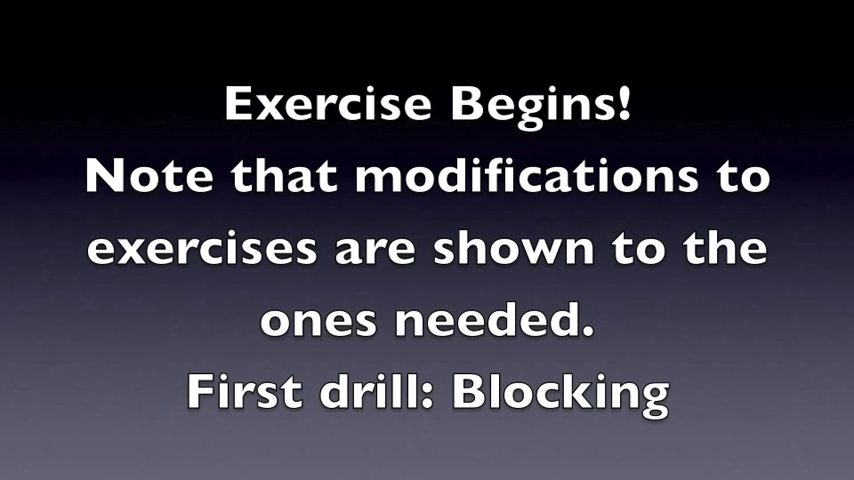 Exercise Begins!
Note that modifications to
exercises are shown to the
ones needed.
First drill: Blocking